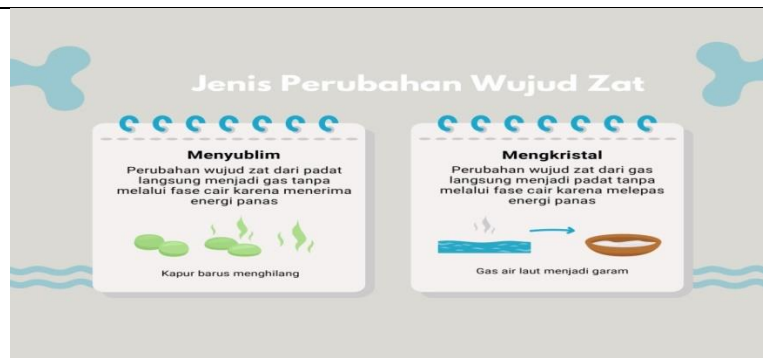 Jenis Perubahan Wujud Zat
Menyublim
Perubahan wujud zat dari padat
langsung menjadi gas tanpa
melalui fase cair karena menerima
energi panas
Kapur barus menghilang
Mengkristal
Perubahan wujud zat dari gas
langsung menjadi padat tanpa
melalui fase cair karena melepas
energi panas
Gas air laut menjadi garam